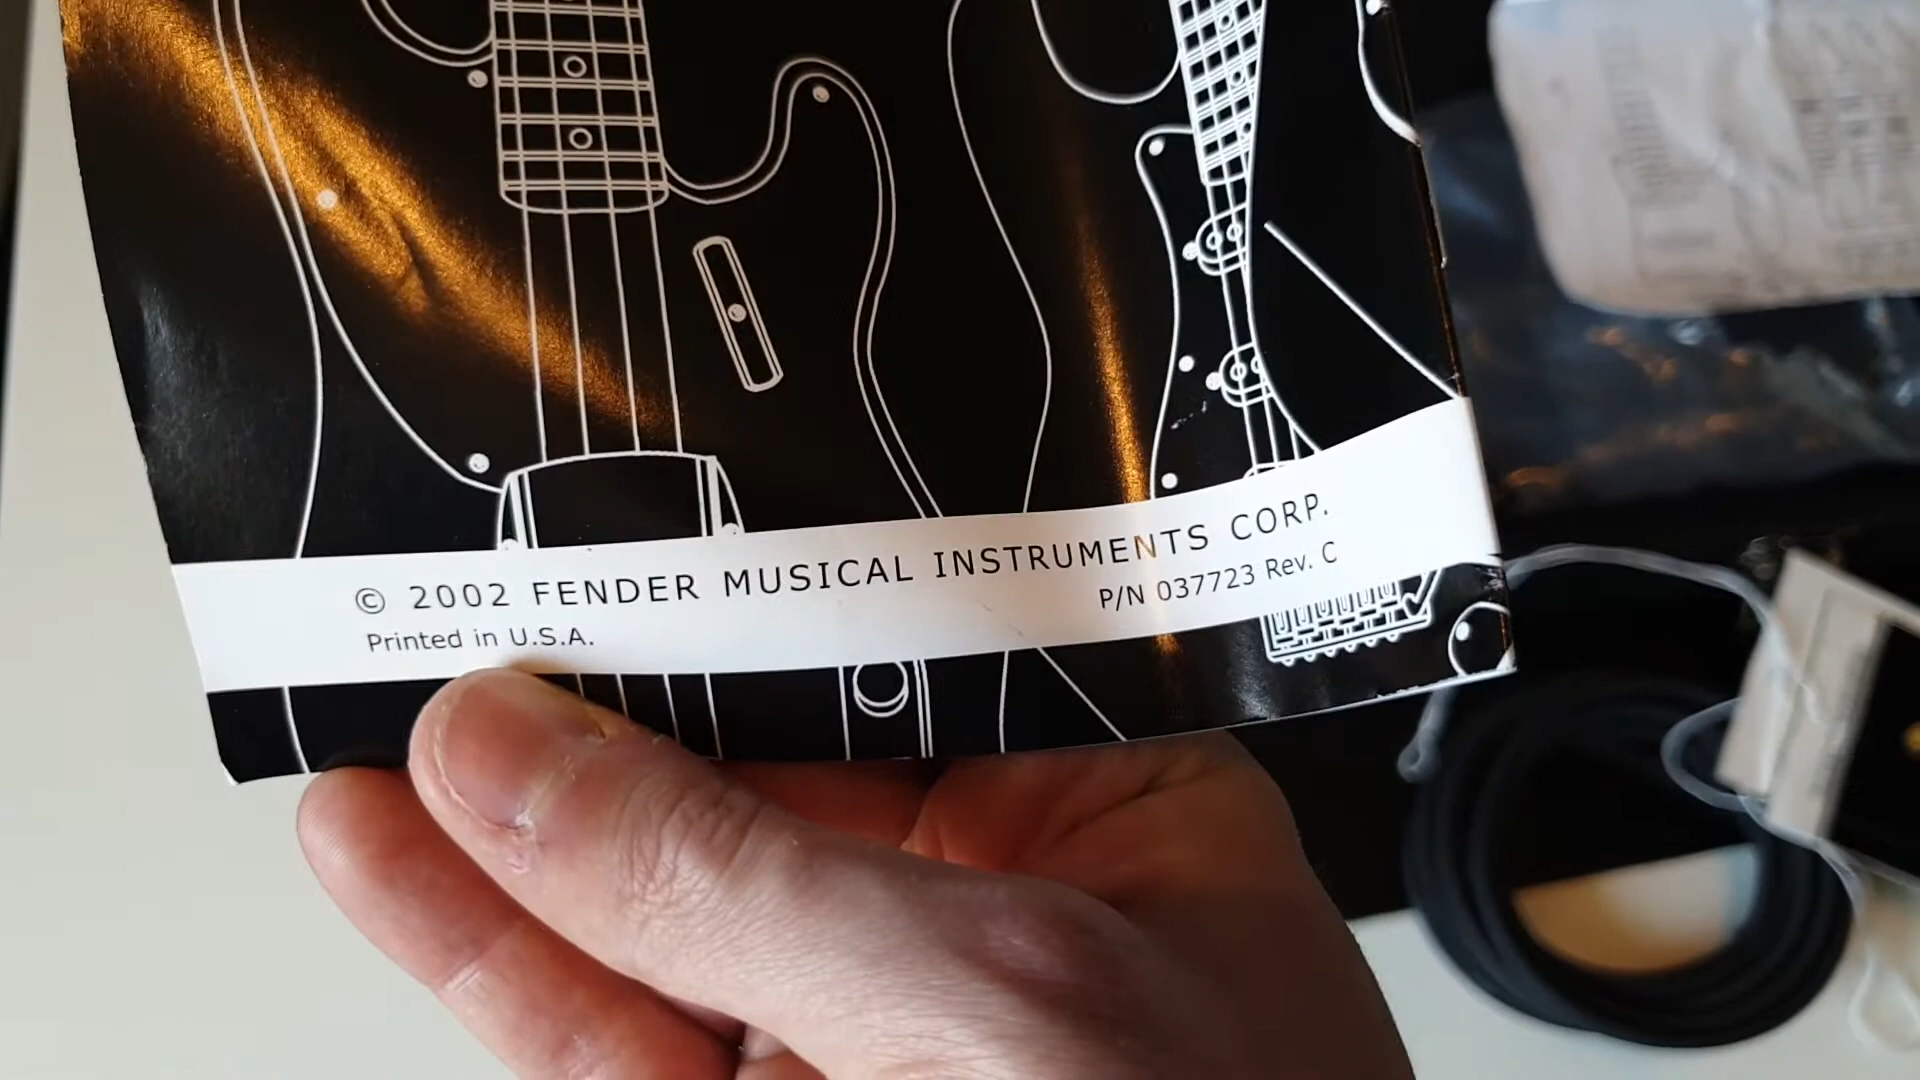 © 2002 FENDER MUSICAL INSTRUMENTS CORP.
Printed in U.S.A.
P/N 037723 Rev. C